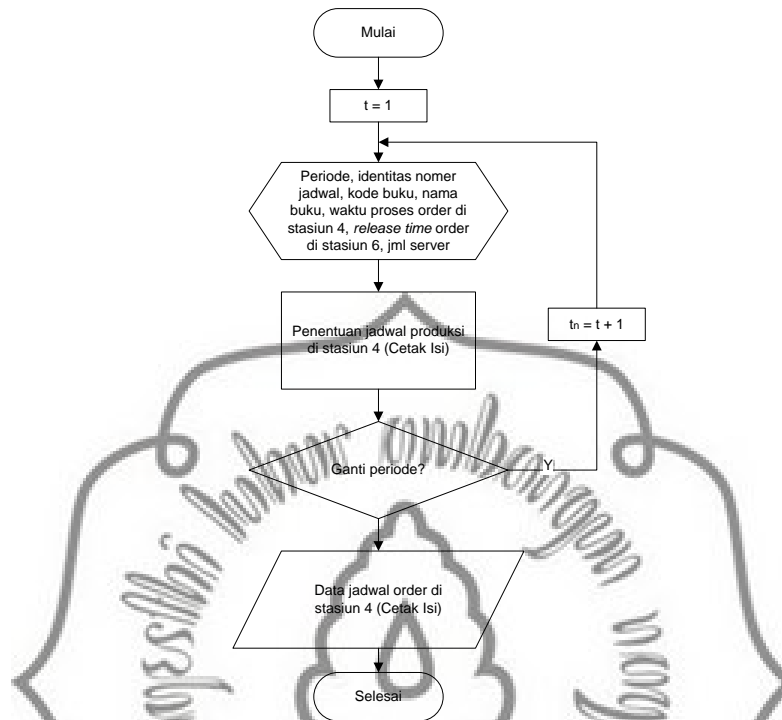 Mulai
t = 1
Periode, identitas nomer
jadwal, kode buku, nama
buku, waktu proses order di
stasiun 4, release time order
di stasiun 6, jml server
Penentuan jadwal produksi
di stasiun 4 (Cetak Isi)
tn = t + 1
Ganti periode?
Y
Data jadwal order di
stasiun 4 (Cetak Isi)
Selesai